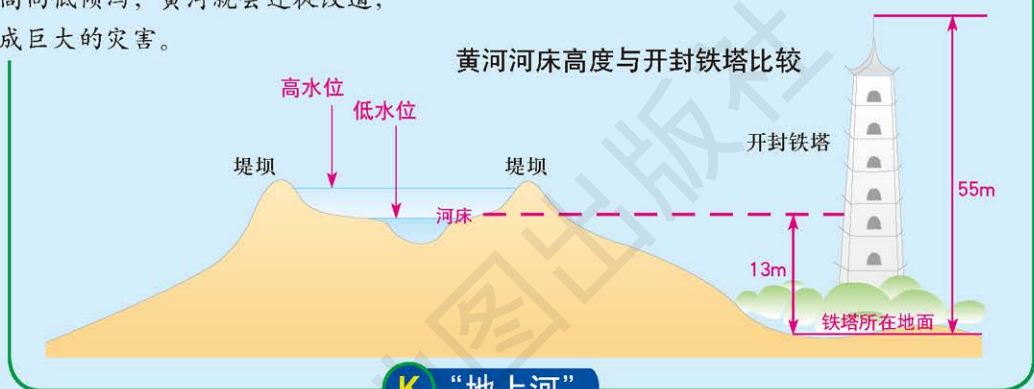 成巨大的灾害。
黄河河床高度与开封铁塔比较
高水位
低水位
堤坝
堤坝
开封铁塔
河床
55m
13m
铁塔所在地面
K "地上河"